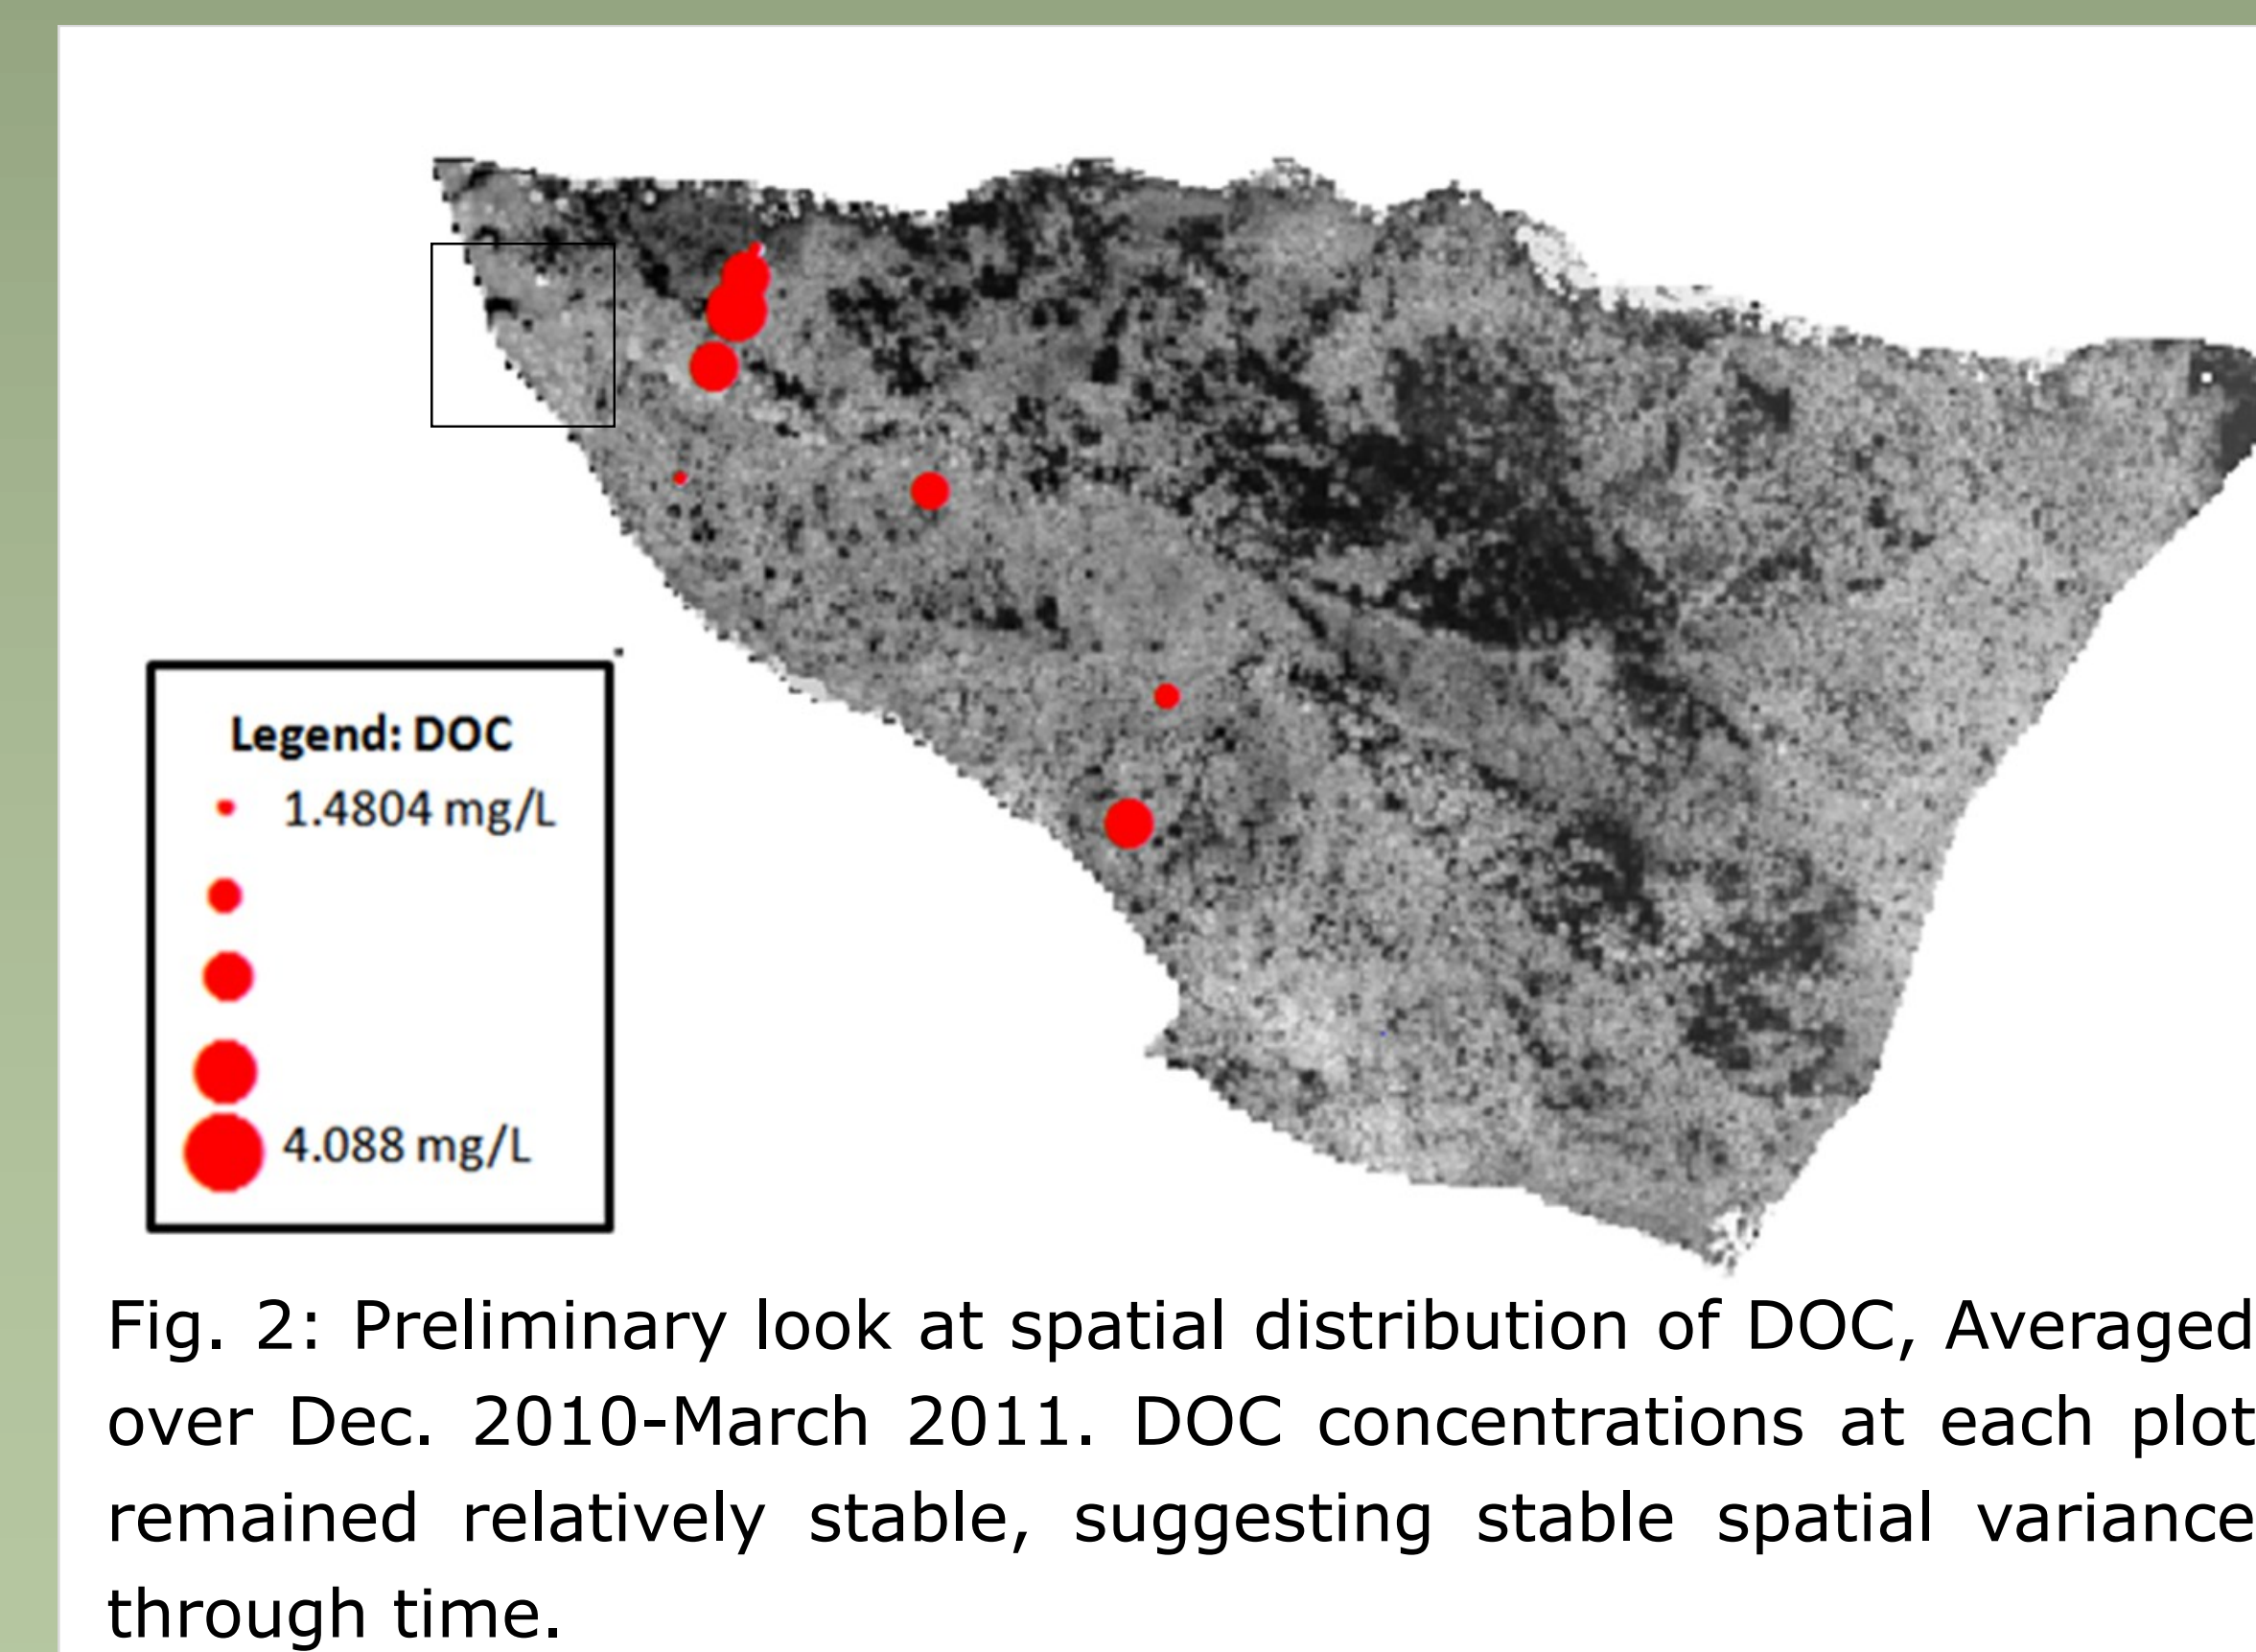 Legend: DOC
1.4804 mg/L
4.088 mg/L
Fig. 2: Preliminary look at spatial distribution of DOC, Averaged
over Dec. 2010-March 2011. DOC concentrations at each plot
remained relatively stable, suggesting stable spatial variance
through time.